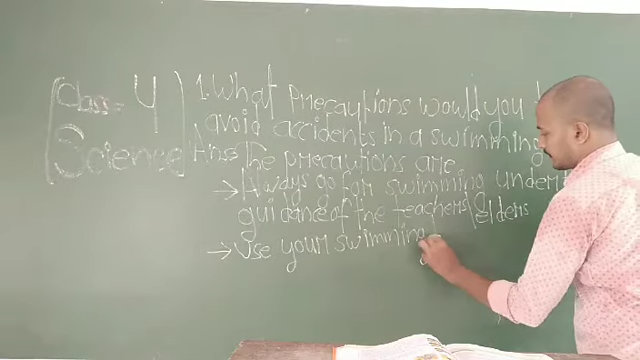 Class- 4
Science
1. What Precautions would you
avoid accidents in a swimming
Ans- The precautions are
→ Always go for swimming under
guidance of the teachers/elders
→ Use your swimming